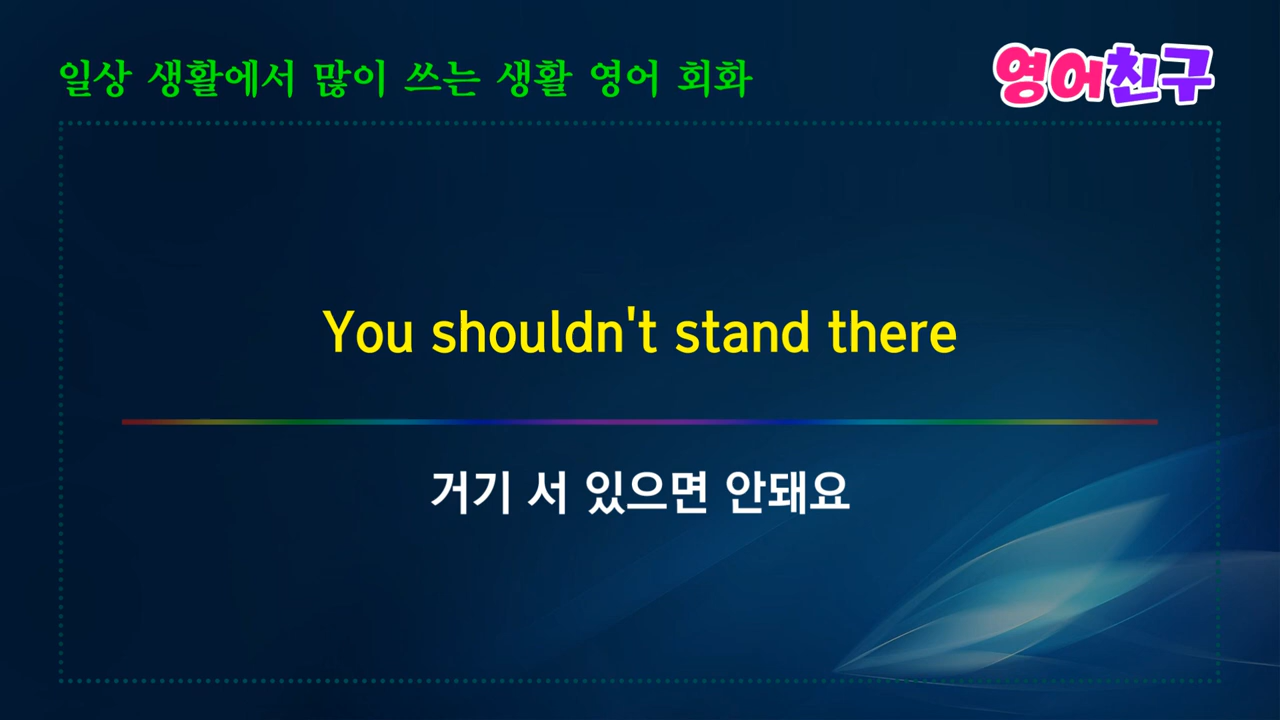 일상 생활에서 많이 쓰는 생활 영어 회화
영어친구
You shouldn't stand there
거기 서 있으면 안돼요